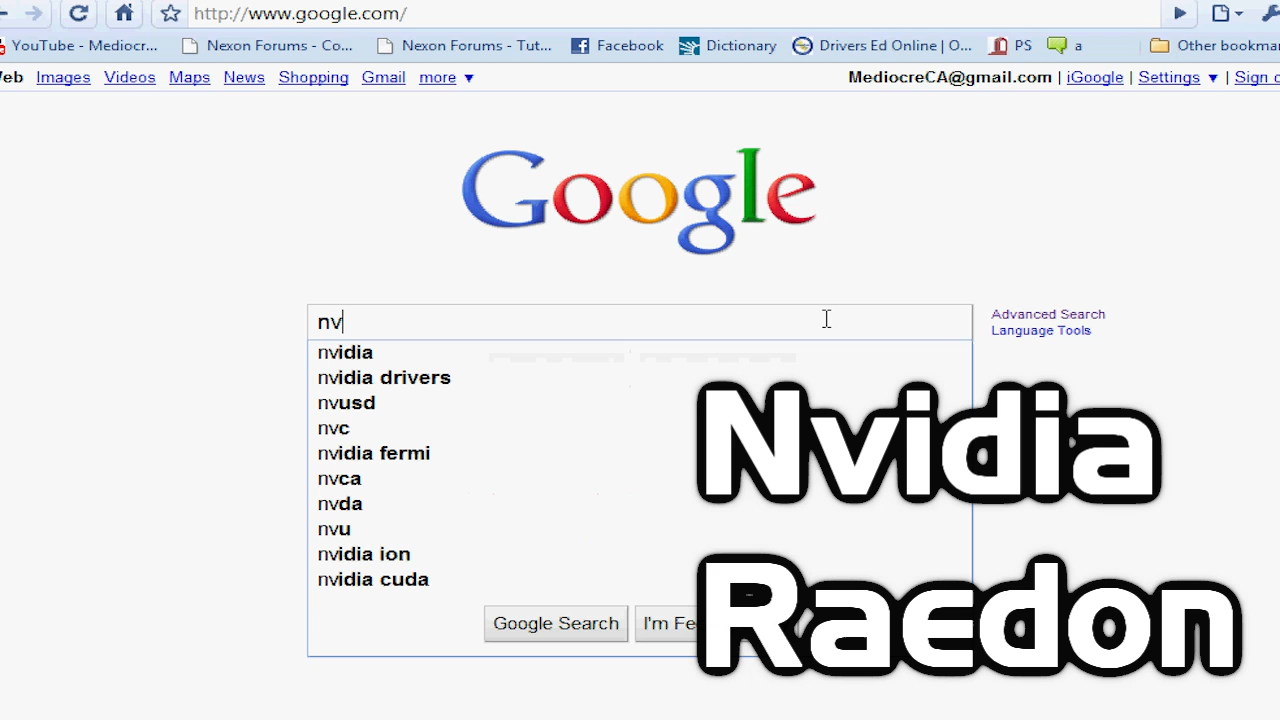 http://www.google.com/
YouTube - Mediocr... Nexon Forums - Co... Nexon Forums - Tut... Facebook Dictionary Drivers Ed Online | O... PS a Other bookmar
Web Images Videos Maps News Shopping Gmail more ▼ MediocreCA@gmail.com | iGoogle | Settings ▼ | Sign o
Google
nv
Advanced Search
Language Tools
nvidia
nvidia drivers
nvusd
nvc
nvidia fermi
nvca
nvda
nvu
nvidia ion
nvidia cuda
Google Search I'm Fe
Nvidia
Raedon